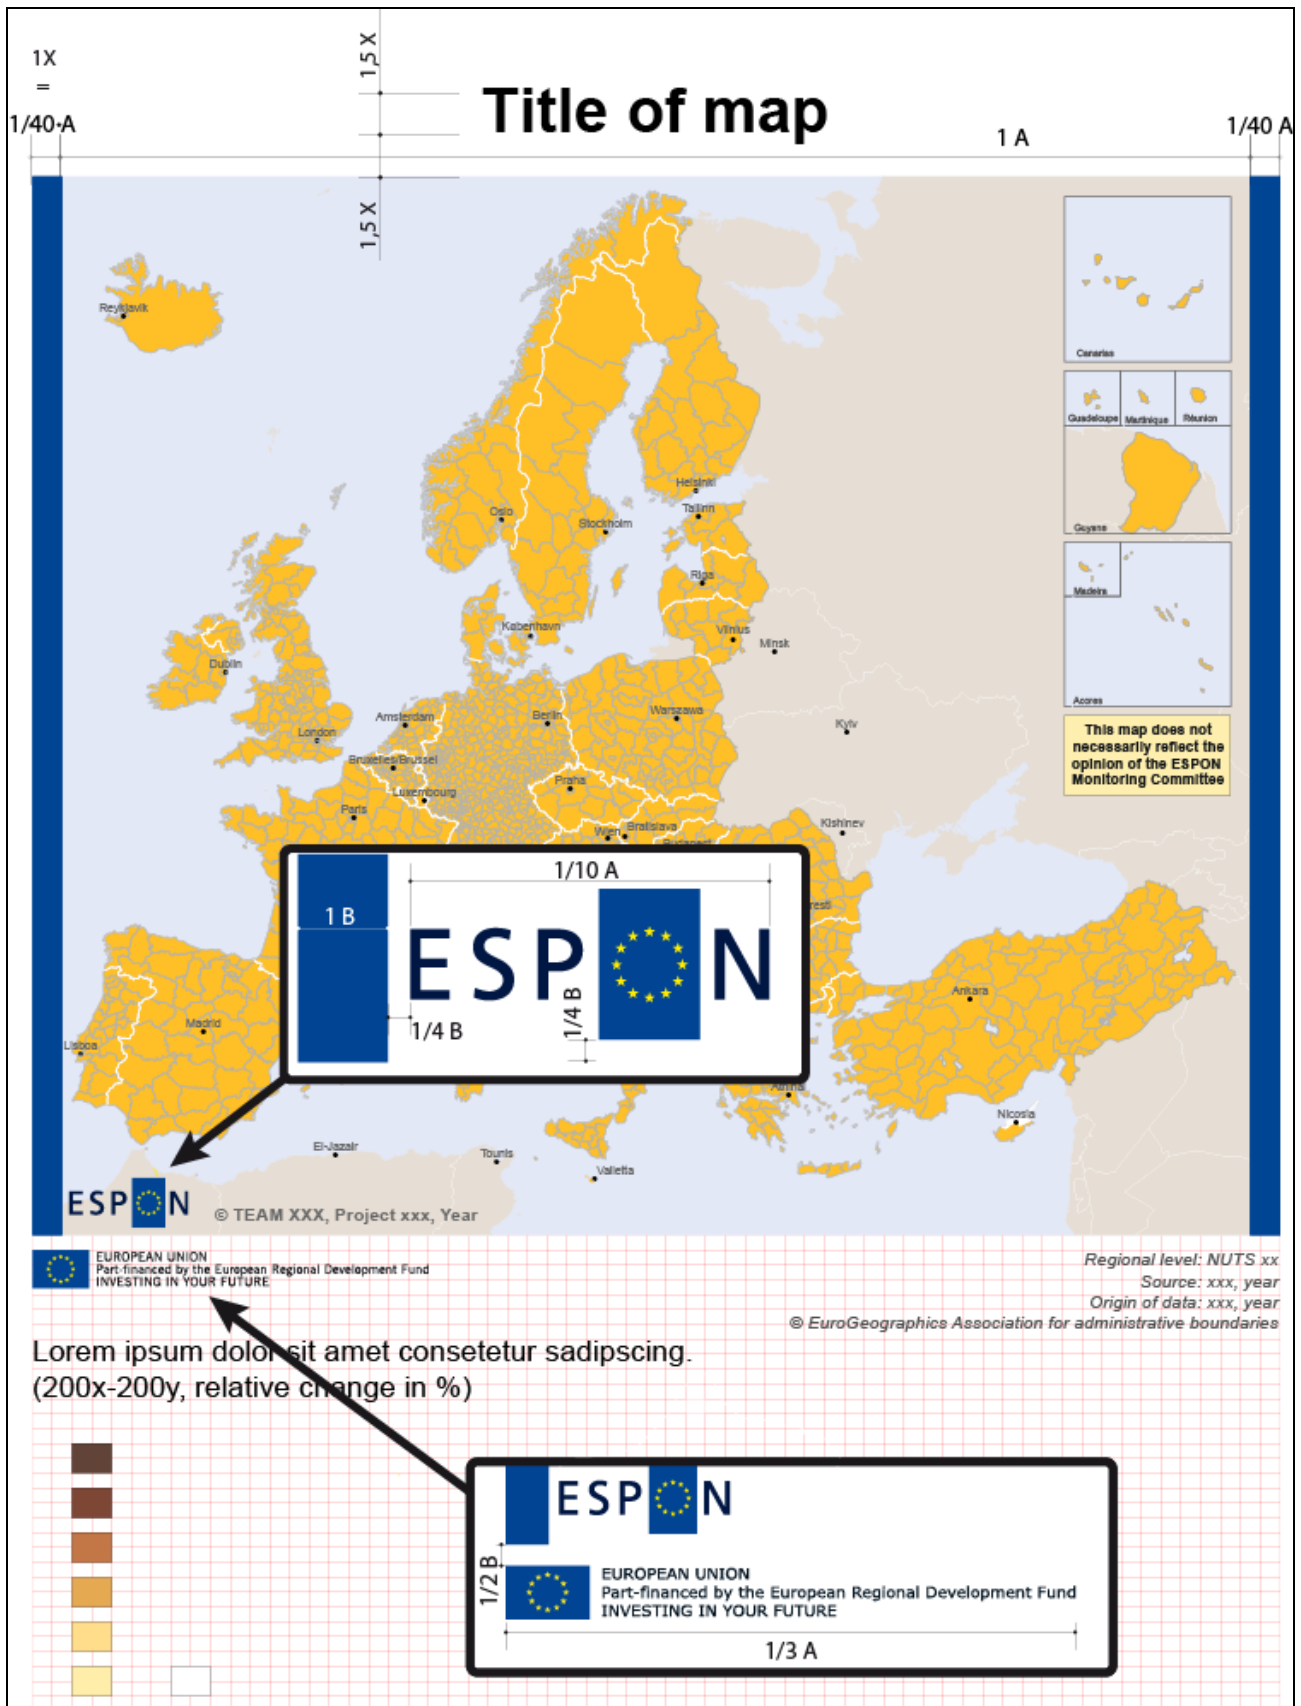 1X
=
1/40 A
1,5 X
Title of map
1 A
1/40 A
1,5 X
Reykjavik
Canarias
Guadeloupe
Martinique
Réunion
Guyane
Madeira
Acores
This map does not
necessarily reflect the
opinion of the ESPON
Monitoring Committee
Helsinki
Oslo
Tallinn
Stockholm
Riga
København
Vilnius
Minsk
Dublin
Amsterdam
Berlin
Warszawa
London
Kyiv
Bruxelles/Brussel
Praha
Luxembourg
Paris
Kishinev
Wien
Bratislava
Budapest
1/10 A
1 B
ESPON
1/4 B
1/4 B
Ankara
Madrid
Lisboa
Athina
Nicosia
El-Jazair
Tounis
Valletta
ESPON
© TEAM XXX, Project xxx, Year
EUROPEAN UNION
Part-financed by the European Regional Development Fund
INVESTING IN YOUR FUTURE
Regional level: NUTS xx
Source: xxx, year
Origin of data: xxx, year
© EuroGeographics Association for administrative boundaries
Lorem ipsum dolor sit amet consetetur sadipscing.
(200x-200y, relative change in %)
ESPON
1/2 B
EUROPEAN UNION
Part-financed by the European Regional Development Fund
INVESTING IN YOUR FUTURE
1/3 A